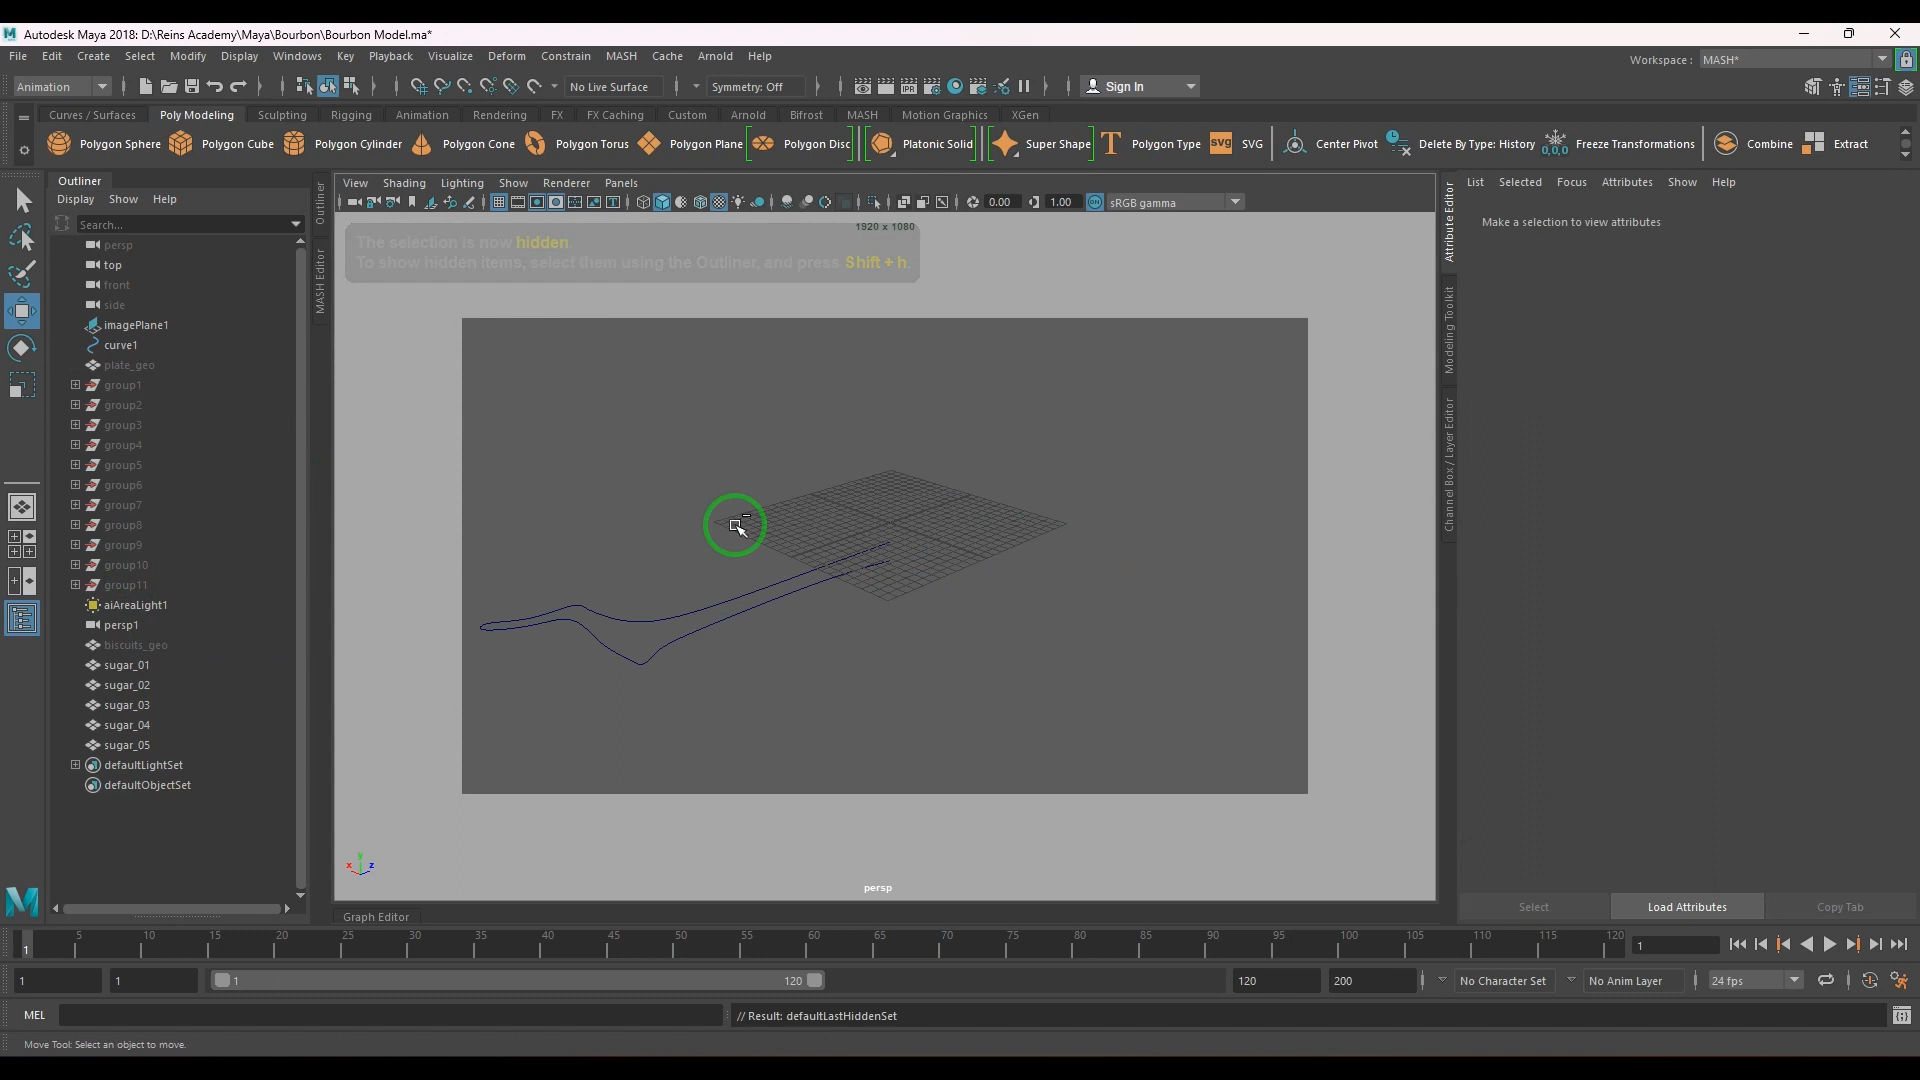 Autodesk Maya 2018: D:\Reins Academy\Maya\Bourbon\Bourbon Model.ma*
File Edit Create Select Modify Display Windows Key Playback Visualize Deform Constrain MASH Cache Arnold Help Workspace : MASH*
Animation No Live Surface Symmetry: Off IPR Sign In
Curves / Surfaces Poly Modeling Sculpting Rigging Animation Rendering FX FX Caching Custom Arnold Bifrost MASH Motion Graphics XGen
Polygon Sphere Polygon Cube Polygon Cylinder Polygon Cone Polygon Torus Polygon Plane Polygon Disc Platonic Solid Super Shape Polygon Type SVG SVG Center Pivot Delete By Type: History 0,0,0 Freeze Transformations Combine Extract
Outliner
Display Show Help
Search...
persp
top
front
side
imagePlane1
curve1
plate_geo
group1
group2
group3
group4
group5
group6
group7
group8
group9
group10
group11
aiAreaLight1
persp1
biscuits_geo
sugar_01
sugar_02
sugar_03
sugar_04
sugar_05
defaultLightSet
defaultObjectSet
Outliner
MASH Editor
View Shading Lighting Show Renderer Panels
0.00 1.00 ON sRGB gamma
1920 x 1080
The selection is now hidden.
To show hidden items, select them using the Outliner, and press Shift + h.
x y z
persp
Graph Editor
Attribute Editor
Modeling Toolkit
Channel Box / Layer Editor
List Selected Focus Attributes Show Help
Make a selection to view attributes
Select Load Attributes Copy Tab
1 5 10 15 20 25 30 35 40 45 50 55 60 65 70 75 80 85 90 95 100 105 110 115 120 1
1 1 1 120 120 200 No Character Set No Anim Layer 24 fps
MEL // Result: defaultLastHiddenSet
Move Tool: Select an object to move.